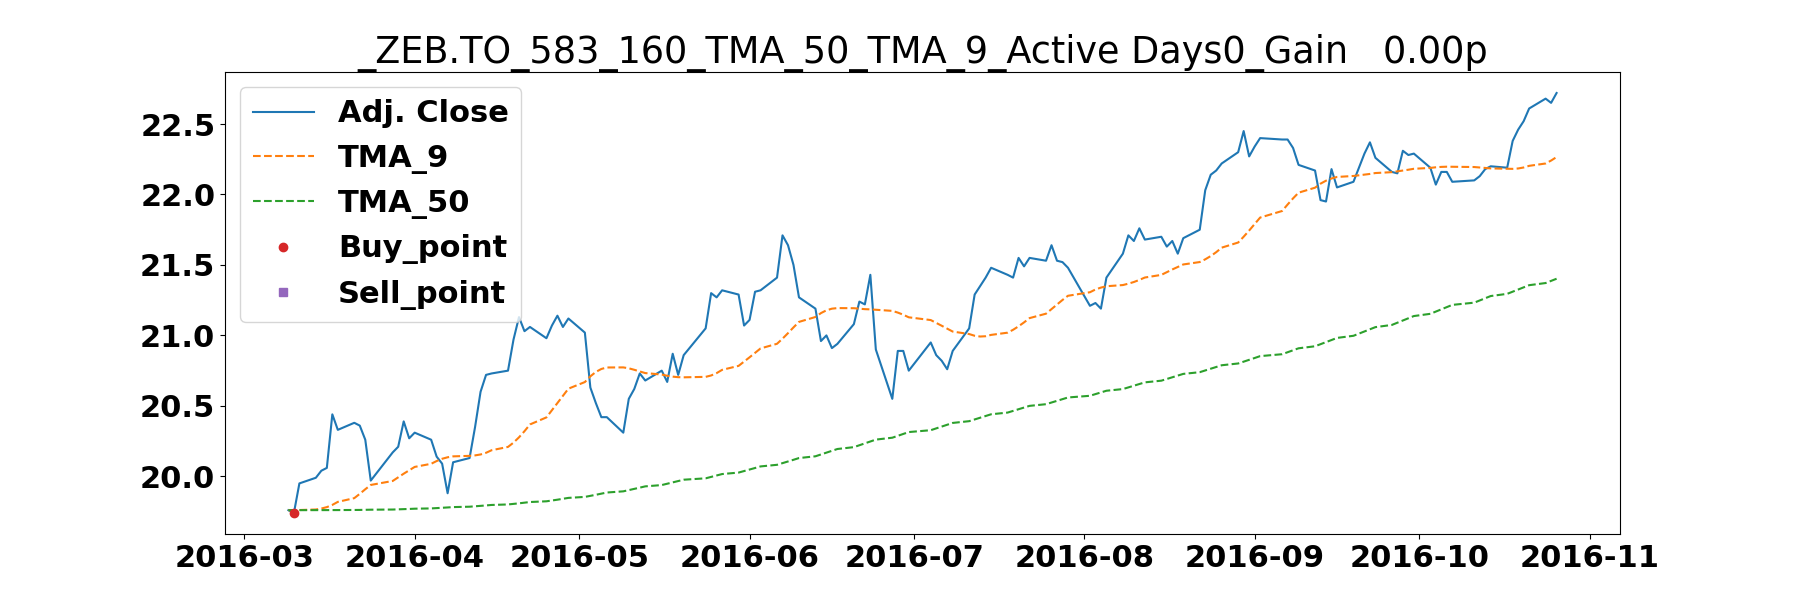 _ZEB.TO_583_160_TMA_50_TMA_9_Active Days0_Gain   0.00p
Adj. Close
TMA_9
TMA_50
Buy_point
Sell_point
22.5
22.0
21.5
21.0
20.5
20.0
2016-03 2016-04 2016-05 2016-06 2016-07 2016-08 2016-09 2016-10 2016-11